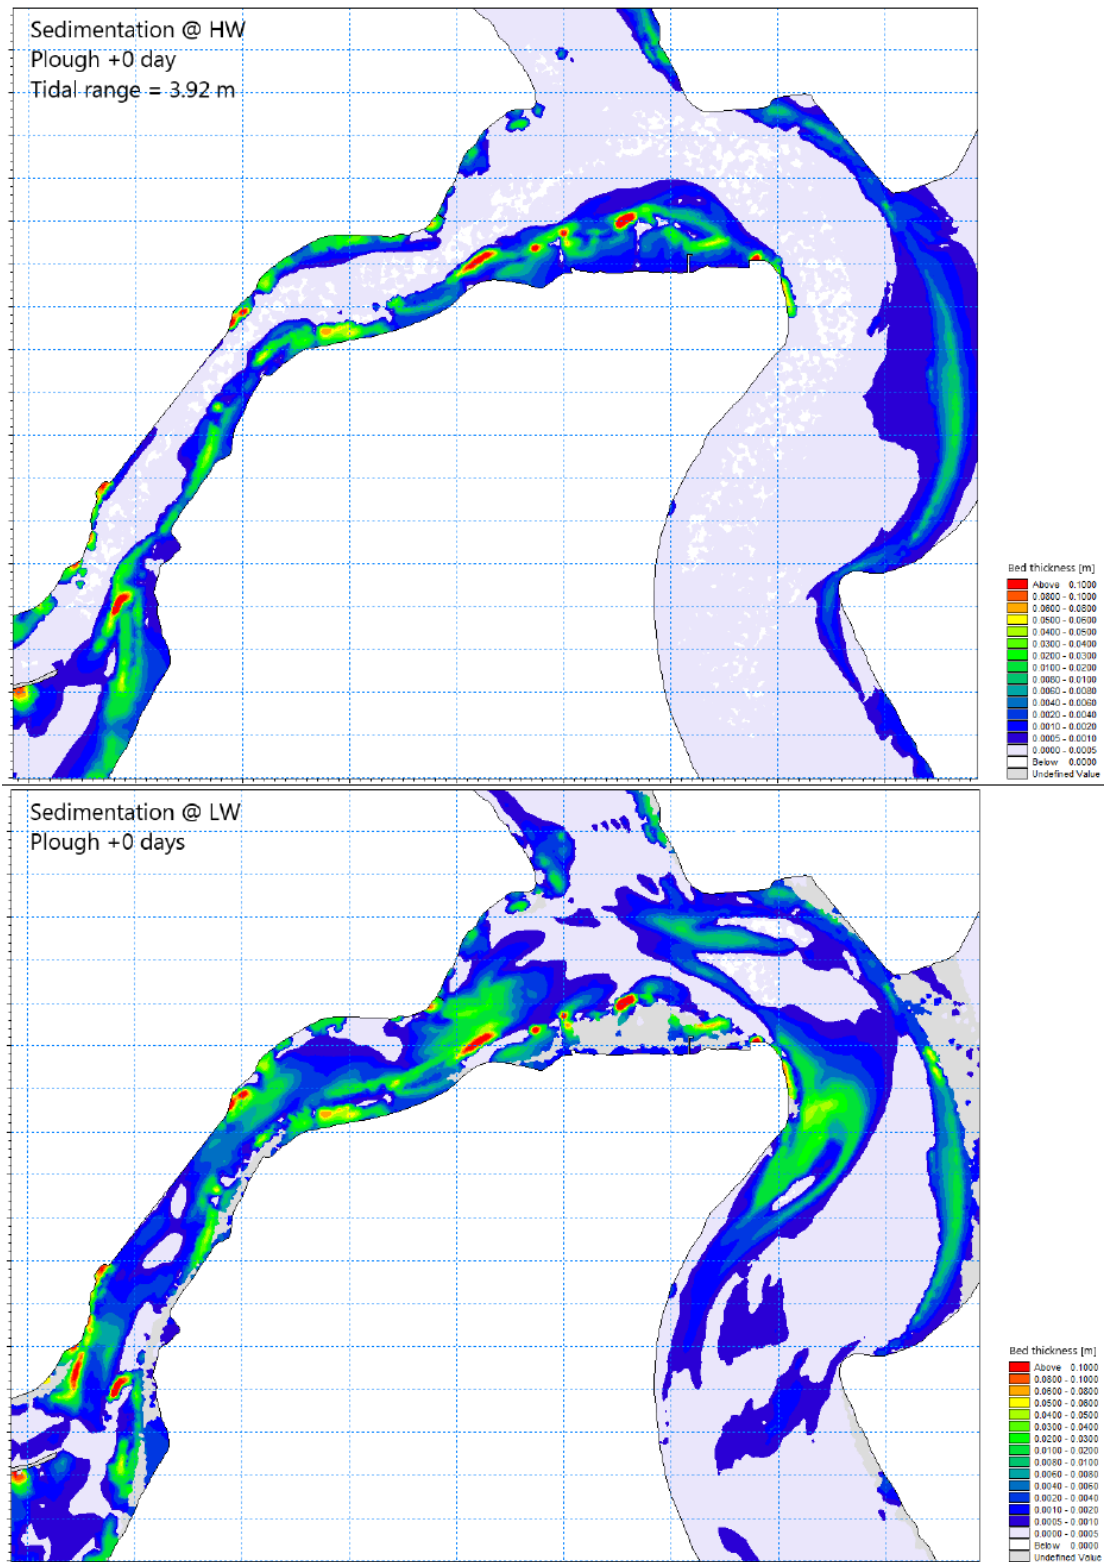 Sedimentation @ HW
Plough +0 day
Tidal range = 3.92 m
Bed thickness [m]
Above 0.1000
0.0800 - 0.1000
0.0600 - 0.0800
0.0500 - 0.0600
0.0400 - 0.0500
0.0300 - 0.0400
0.0200 - 0.0300
0.0100 - 0.0200
0.0080 - 0.0100
0.0060 - 0.0080
0.0040 - 0.0060
0.0020 - 0.0040
0.0010 - 0.0020
0.0005 - 0.0010
0.0000 - 0.0005
Below 0.0000
Undefined Value
Sedimentation @ LW
Plough +0 days
Bed thickness [m]
Above 0.1000
0.0800 - 0.1000
0.0600 - 0.0800
0.0500 - 0.0600
0.0400 - 0.0500
0.0300 - 0.0400
0.0200 - 0.0300
0.0100 - 0.0200
0.0080 - 0.0100
0.0060 - 0.0080
0.0040 - 0.0060
0.0020 - 0.0040
0.0010 - 0.0020
0.0005 - 0.0010
0.0000 - 0.0005
Below 0.0000
Undefined Value